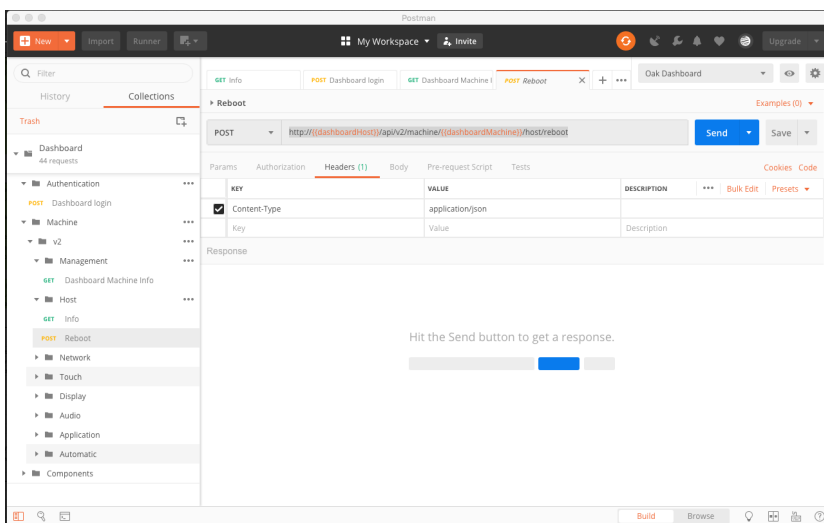 Postman
New
Import
Runner
My Workspace
Invite
Upgrade
Filter
History
Collections
Trash
Dashboard
44 requests
Authentication
POST Dashboard login
Machine
v2
Management
GET Dashboard Machine Info
Host
GET Info
POST Reboot
Network
Touch
Display
Audio
Application
Automatic
Components
GET Info
POST Dashboard login
GET Dashboard Machine I
POST Reboot
Oak Dashboard
Reboot
Examples (0)
POST
http://{{dashboardHost}}/api/v2/machine/{{dashboardMachine}}/host/reboot
Send
Save
Params
Authorization
Headers (1)
Body
Pre-request Script
Tests
Cookies
Code
KEY
VALUE
DESCRIPTION
Bulk Edit
Presets
Content-Type
application/json
Key
Value
Description
Response
Hit the Send button to get a response.
Build
Browse